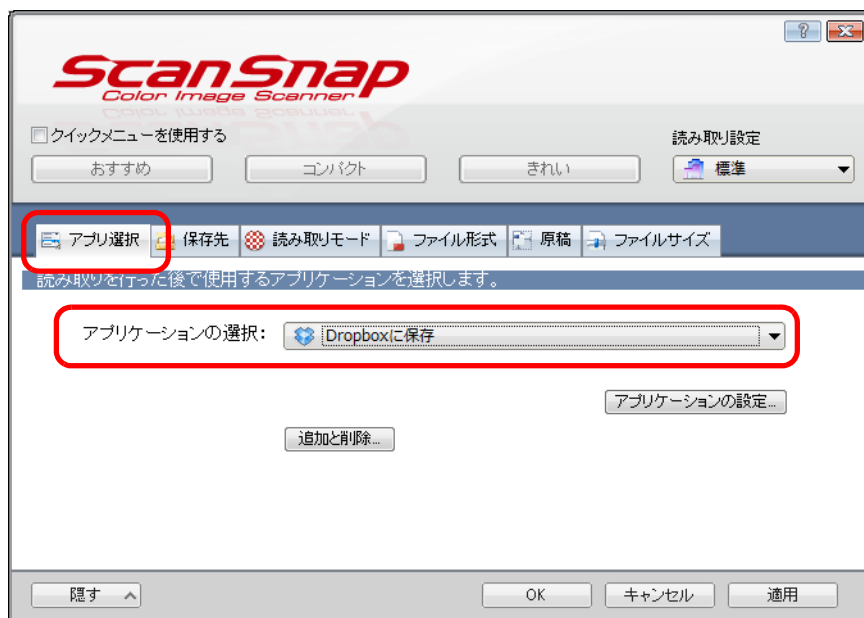 ScanSnap
Color Image Scanner
クイックメニューを使用する
読み取り設定
おすすめ
コンパクト
きれい
標準
アプリ選択
保存先
読み取りモード
ファイル形式
原稿
ファイルサイズ
読み取りを行った後で使用するアプリケーションを選択します。
アプリケーションの選択:
Dropboxに保存
アプリケーションの設定...
追加と削除...
隠す
OK
キャンセル
適用